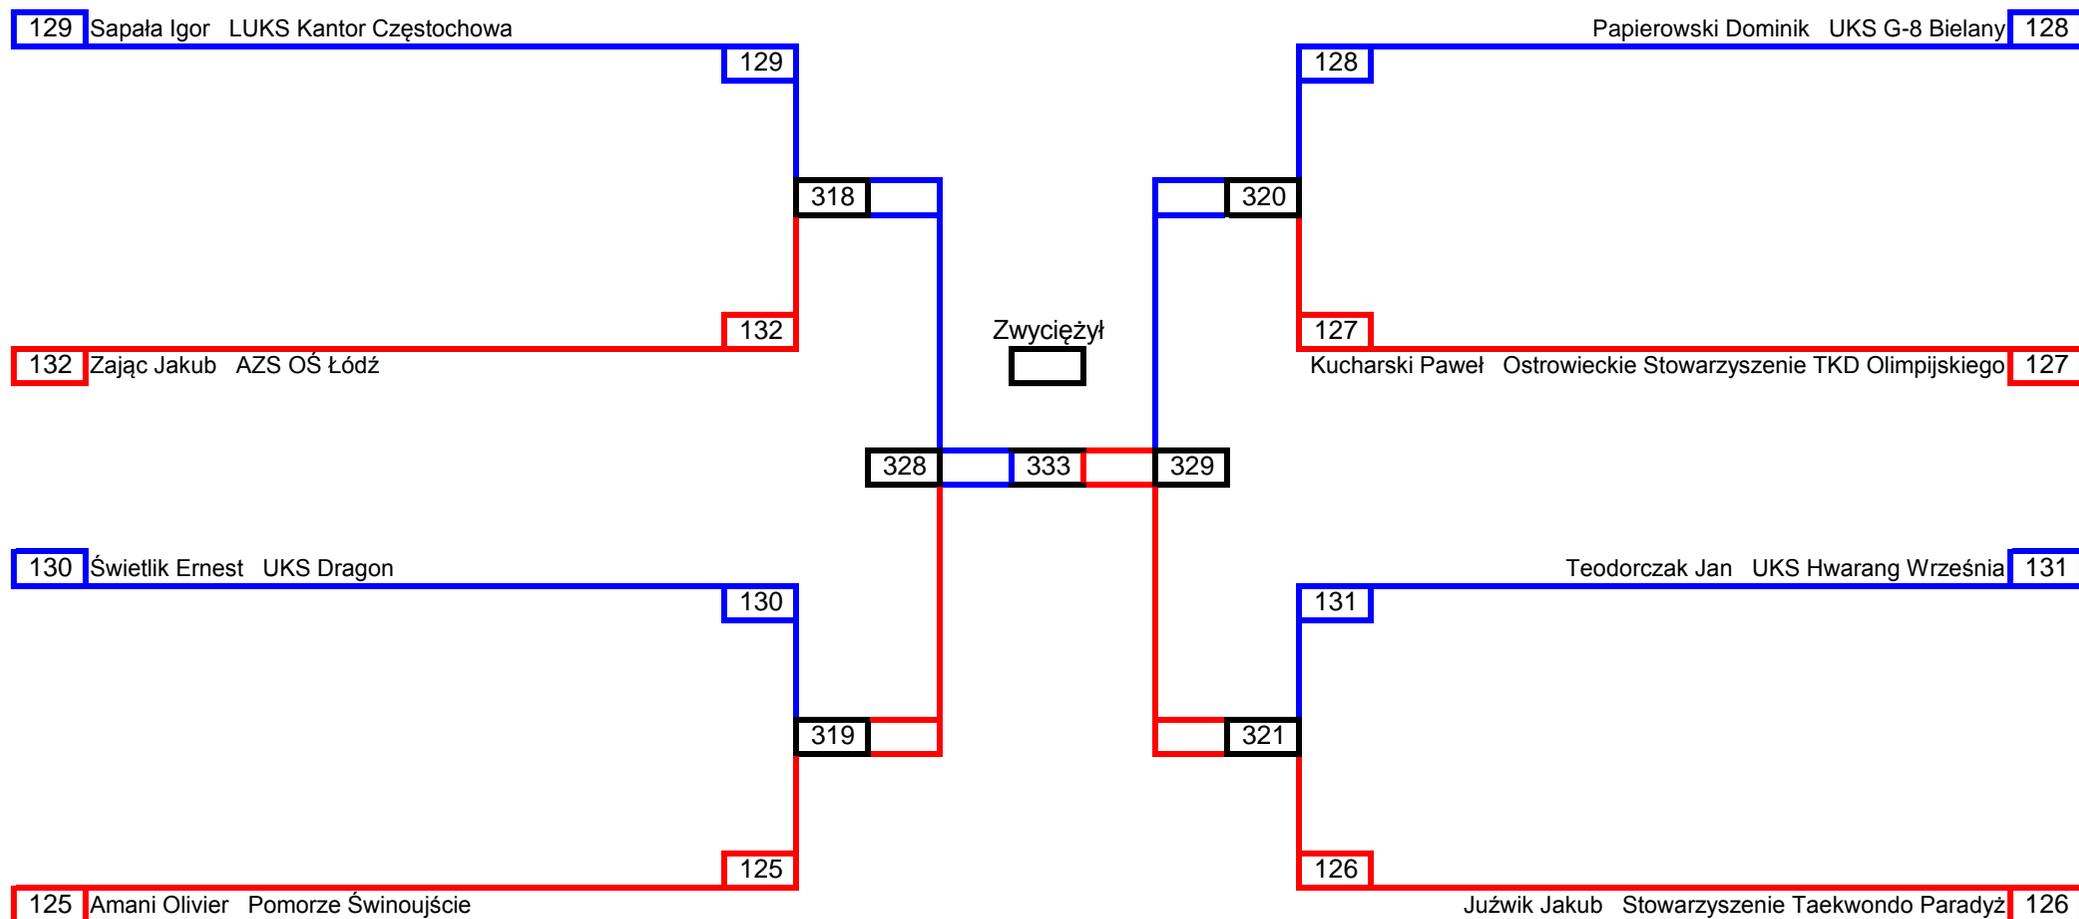 129 Sapała Igor LUKS Kantor Częstochowa
Papierowski Dominik UKS G-8 Bielany 128
129
128
318
320
Zwyciężył
132
127
132 Zając Jakub AZS OŚ Łódź
Kucharski Paweł Ostrowieckie Stowarzyszenie TKD Olimpijskiego 127
328 333 329
130 Świetlik Ernest UKS Dragon
Teodorczak Jan UKS Hwarang Września 131
130
131
319
321
125
126
125 Amani Olivier Pomorze Świnoujście
Juźwik Jakub Stowarzyszenie Taekwondo Paradyż 126